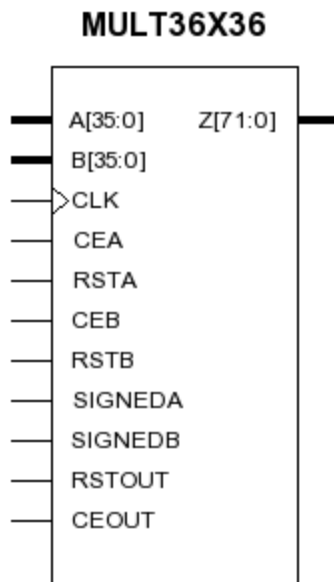 MULT36X36
A[35:0] Z[71:0]
B[35:0]
CLK
CEA
RSTA
CEB
RSTB
SIGNEDA
SIGNEDB
RSTOUT
CEOUT